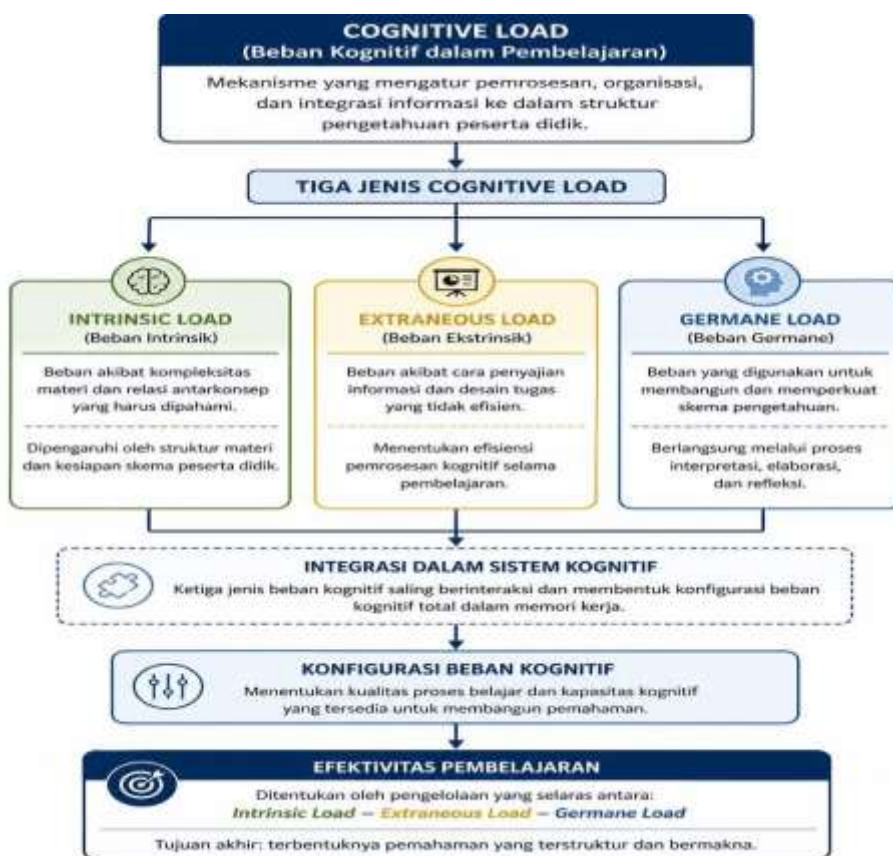 COGNITIVE LOAD
(Beban Kognitif dalam Pembelajaran)
Mekanisme yang mengatur pemrosesan, organisasi,
dan integrasi informasi ke dalam struktur
pengetahuan peserta didik.
TIGA JENIS COGNITIVE LOAD
INTRINSIC LOAD
(Beban Intrinsik)
Beban akibat kompleksitas
materi dan relasi antarkonsep
yang harus dipahami.
Dipengaruhi oleh struktur materi
dan kesiapan skema peserta didik.
EXTRANEOUS LOAD
(Beban Ekstrinsik)
Beban akibat cara penyajian
informasi dan desain tugas
yang tidak efisien.
Menentukan efisiensi
pemrosesan kognitif selama
pembelajaran.
GERMANE LOAD
(Beban Germane)
Beban yang digunakan untuk
membangun dan memperkuat
skema pengetahuan.
Berlangsung melalui proses
interpretasi, elaborasi,
dan refleksi.
INTEGRASI DALAM SISTEM KOGNITIF
Ketiga jenis beban kognitif saling berinteraksi dan membentuk konfigurasi beban
kognitif total dalam memori kerja.
KONFIGURASI BEBAN KOGNITIF
Menentukan kualitas proses belajar dan kapasitas kognitif
yang tersedia untuk membangun pemahaman.
EFEKTIVITAS PEMBELAJARAN
Ditentukan oleh pengelolaan yang selaras antara:
Intrinsic Load – Extraneous Load – Germane Load
Tujuan akhir: terbentuknya pemahaman yang terstruktur dan bermakna.